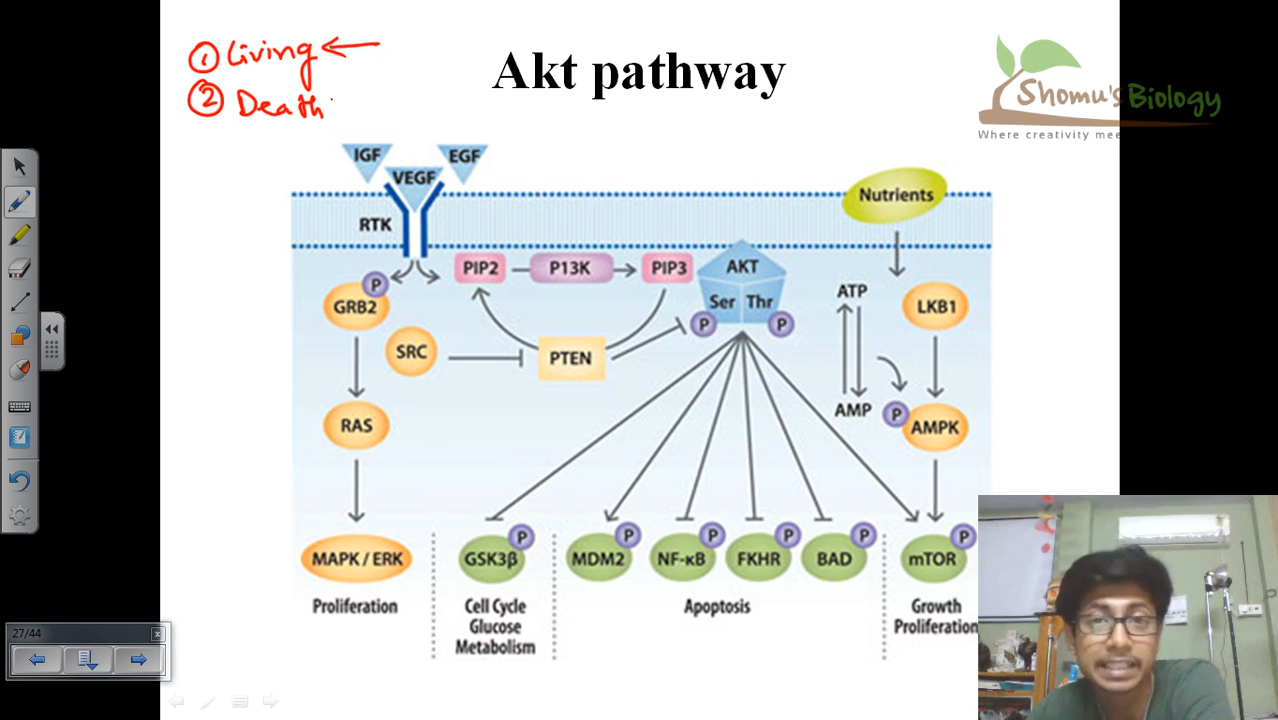 ① Living ←
② Death
Akt pathway
Shomu's Biology
Where creativity mee
IGF
VEGF
EGF
RTK
Nutrients
GRB2
P
PIP2
P13K
PIP3
AKT
Ser
Thr
P
P
ATP
LKB1
SRC
PTEN
AMP
P
AMPK
RAS
MAPK / ERK
GSK3β
P
MDM2
P
NF-κB
P
FKHR
P
BAD
P
mTOR
P
Proliferation
Cell Cycle
Glucose
Metabolism
Apoptosis
Growth
Proliferation
27/44
x